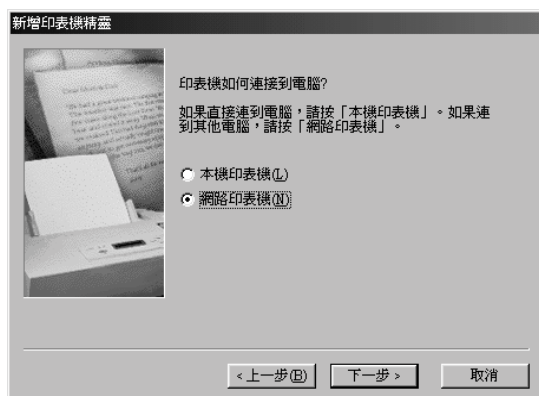 新增印表機精靈
印表機如何連接到電腦?
如果直接連到電腦，請按「本機印表機」。如果連
到其他電腦，請按「網路印表機」。
本機印表機(L)
網路印表機(N)
<上一步(B)
下一步>
取消